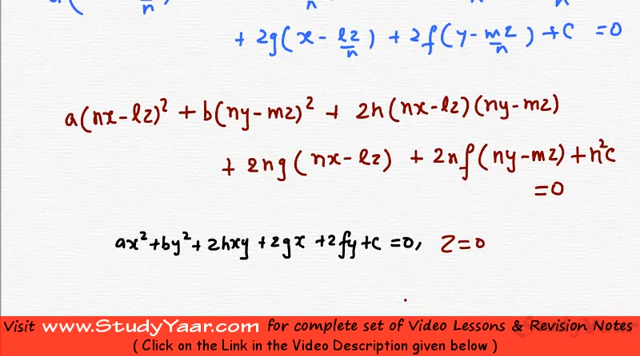 + 2g(x - lz/n) + 2f(y - mz/n) + c = 0
a(nx-lz)² + b(ny-mz)² + 2h(nx-lz)(ny-mz)
+ 2ng(nx-lz) + 2nf(ny-mz) + n²c
=0
ax²+by²+2hxy+2gx+2fy+c=0, z=0
Visit www.StudyYaar.com for complete set of Video Lessons & Revision Notes
( Click on the Link in the Video Description given below )